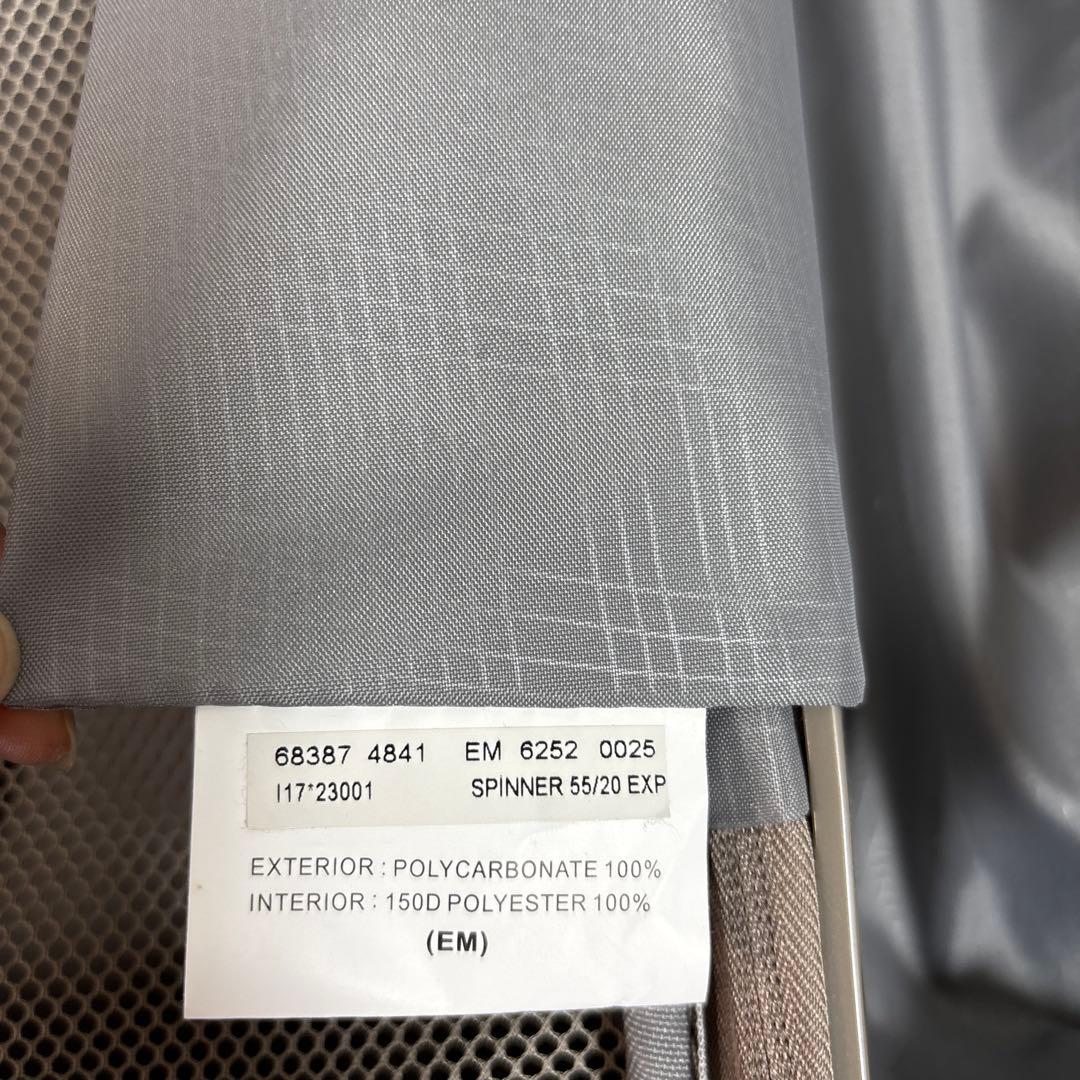 68387 4841 EM 6252 0025
I17*23001 SPINNER 55/20 EXP
EXTERIOR : POLYCARBONATE 100%
INTERIOR : 150D POLYESTER 100%
(EM)